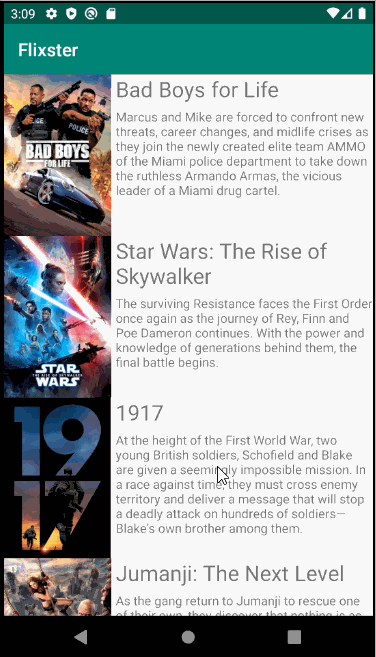 3:09
Flixster
Bad Boys for Life
Marcus and Mike are forced to confront new
threats, career changes, and midlife crises as
they join the newly created elite team AMMO
of the Miami police department to take down
the ruthless Armando Armas, the vicious
leader of a Miami drug cartel.
POLICE
POLICE
BAD BOYS
FOR LIFE
Star Wars: The Rise of
Skywalker
The surviving Resistance faces the First Order
once again as the journey of Rey, Finn and
Poe Dameron continues. With the power and
knowledge of generations behind them, the
final battle begins.
STAR
THE RISE OF SKYWALKER
WARS
1917
1917
At the height of the First World War, two
young British soldiers, Schofield and Blake
are given a seemingly impossible mission. In
a race against time, they must cross enemy
territory and deliver a message that will stop
a deadly attack on hundreds of soldiers—
Blake's own brother among them.
Jumanji: The Next Level
As the gang return to Jumanji to rescue one
of their own, they discover that nothing is as